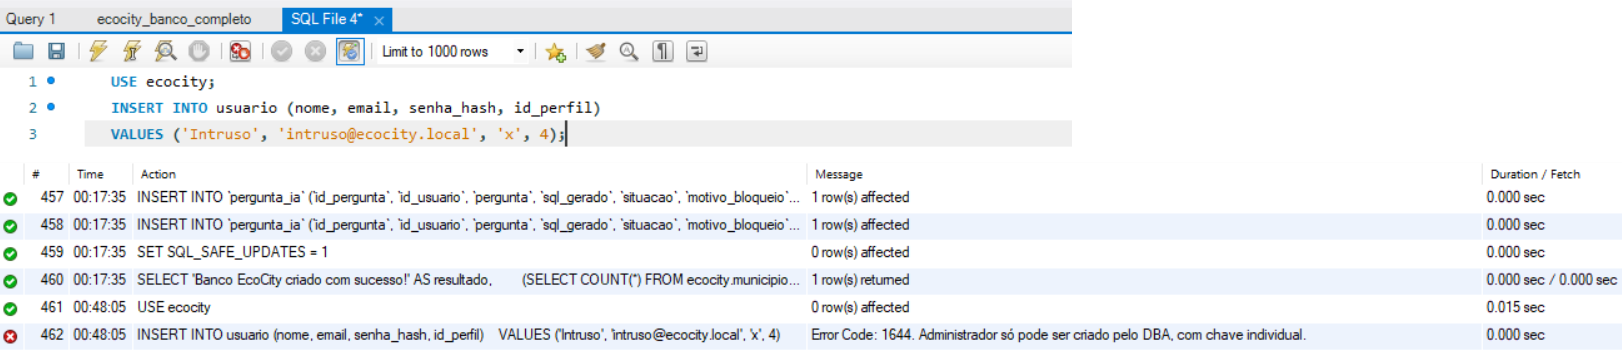 Query 1 ecocity_banco_completo SQL File 4* ×
Limit to 1000 rows
1 USE ecocity;
2 INSERT INTO usuario (nome, email, senha_hash, id_perfil)
3 VALUES ('Intruso', 'intruso@ecocity.local', 'x', 4);
# Time Action Message Duration / Fetch
457 00:17:35 INSERT INTO `pergunta_ia` (`id_pergunta`, `id_usuario`, `pergunta`, `sql_gerado`, `situacao`, `motivo_bloqueio`... 1 row(s) affected 0.000 sec
458 00:17:35 INSERT INTO `pergunta_ia` (`id_pergunta`, `id_usuario`, `pergunta`, `sql_gerado`, `situacao`, `motivo_bloqueio`... 1 row(s) affected 0.000 sec
459 00:17:35 SET SQL_SAFE_UPDATES = 1 0 row(s) affected 0.000 sec
460 00:17:35 SELECT 'Banco EcoCity criado com sucesso!' AS resultado, (SELECT COUNT(*) FROM ecocity.municipio... 1 row(s) returned 0.000 sec / 0.000 sec
461 00:48:05 USE ecocity 0 row(s) affected 0.015 sec
462 00:48:05 INSERT INTO usuario (nome, email, senha_hash, id_perfil) VALUES ('Intruso', 'intruso@ecocity.local', 'x', 4) Error Code: 1644. Administrador só pode ser criado pelo DBA, com chave individual. 0.000 sec